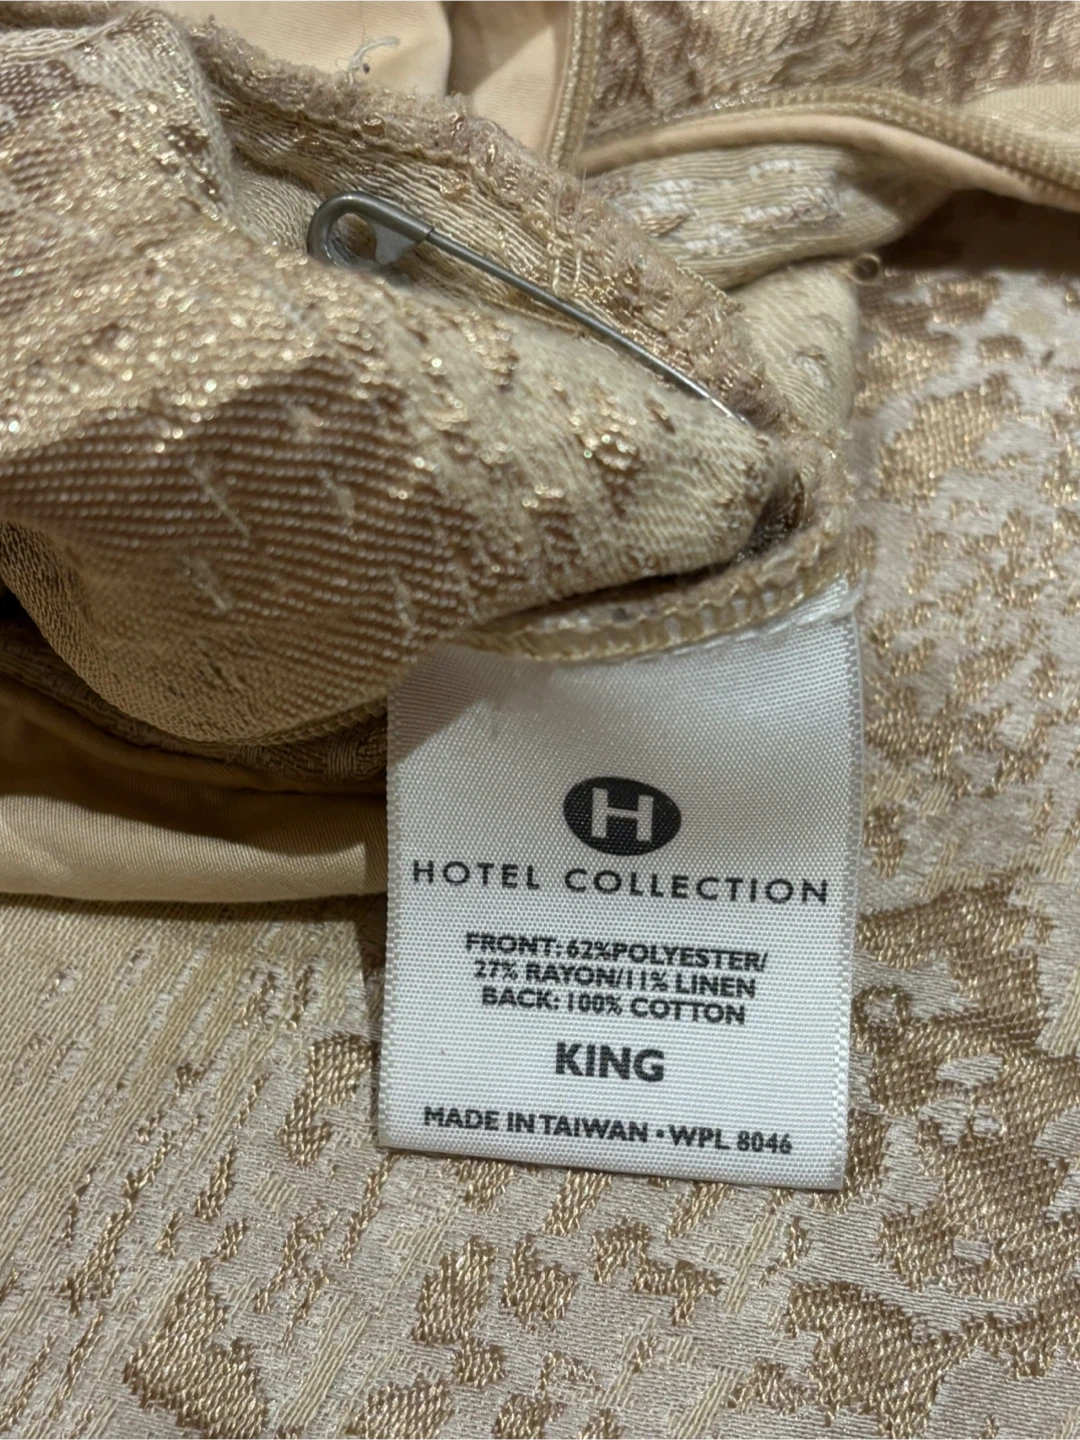 H
HOTEL COLLECTION
FRONT: 62%POLYESTER/
27% RAYON/11% LINEN
BACK: 100% COTTON
KING
MADE IN TAIWAN • WPL 8046